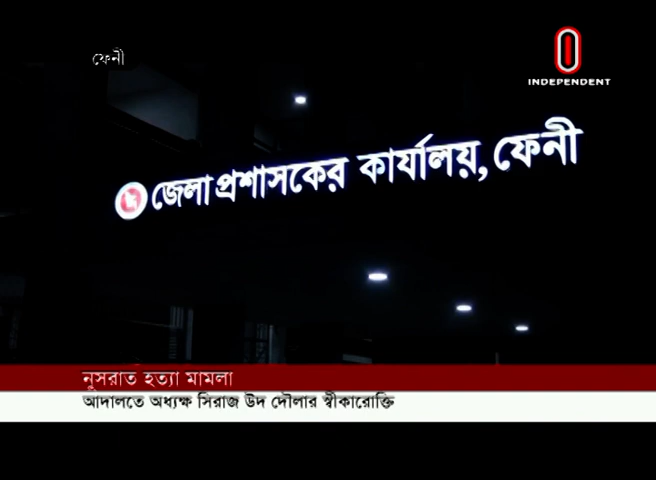 ফেনী
INDEPENDENT
জেলা প্রশাসকের কার্যালয়, ফেনী
নুসরাত হত্যা মামলা
আদালতে অধ্যক্ষ সিরাজ উদ দৌলার স্বীকারোক্তি